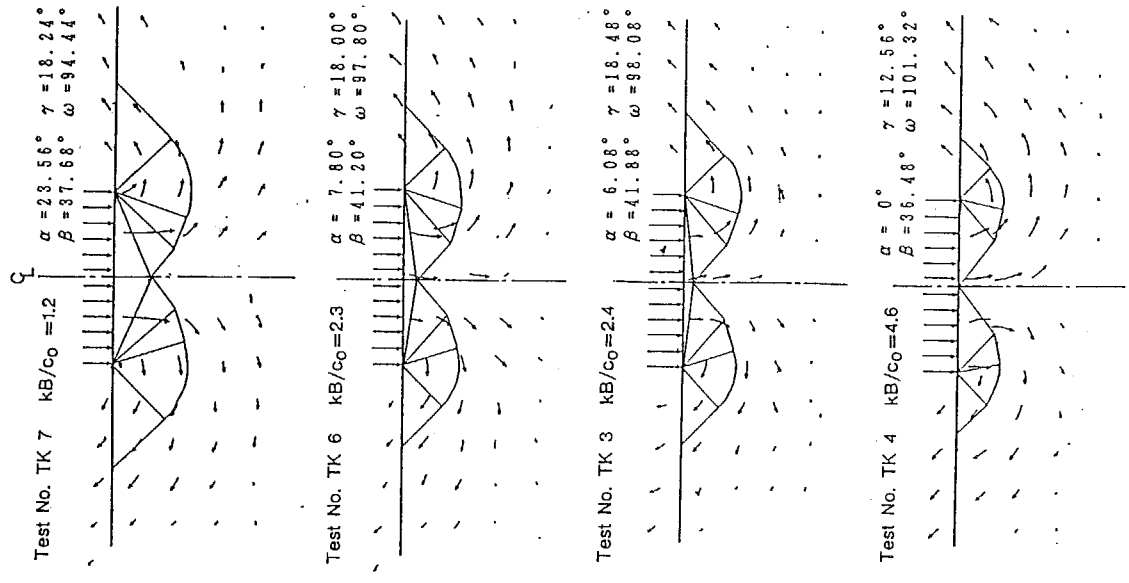 C L
Test No. TK 7 kB/c0=1.2
α=23.56° γ=18.24°
β=37.68° ω=94.44°
Test No. TK 6 kB/c0=2.3
α= 7.80° γ=18.00°
β=41.20° ω=97.80°
Test No. TK 3 kB/c0=2.4
α= 6.08° γ=18.48°
β=41.88° ω=98.08°
Test No. TK 4 kB/c0=4.6
α= 0° γ=12.56°
β=36.48° ω=101.32°